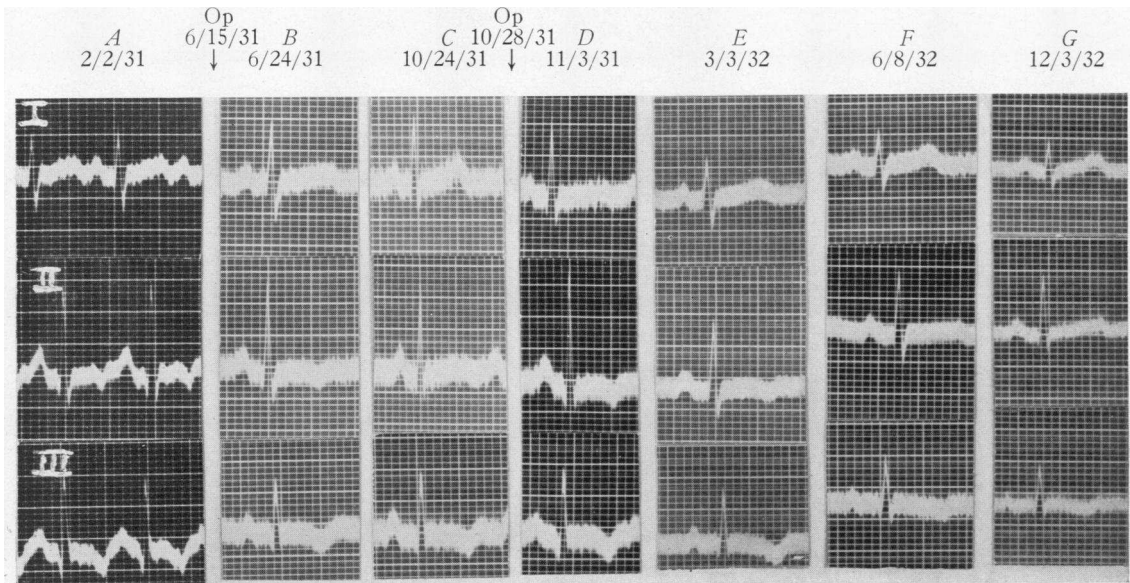 Op Op
A 6/15/31 B C 10/28/31 D E F G
2/2/31 ↓ 6/24/31 10/24/31 ↓ 11/3/31 3/3/32 6/8/32 12/3/32
I
II
III